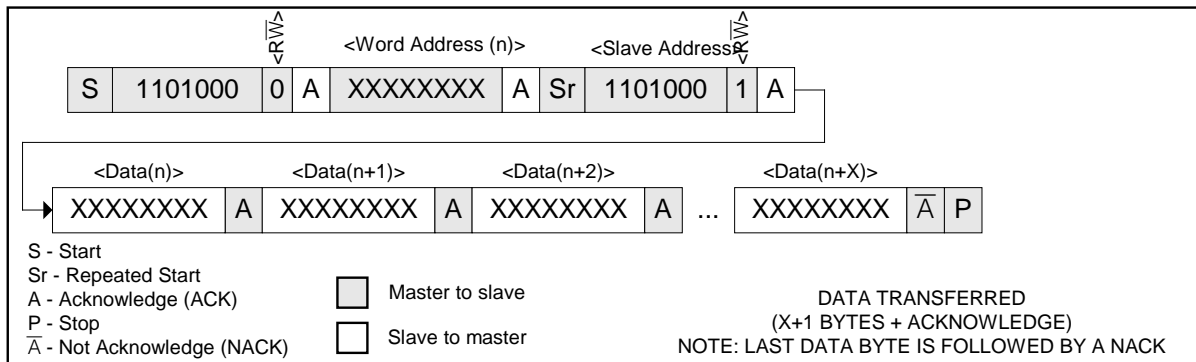 <RW̅> <Word Address (n)> <Slave Address> <RW̅>
S 1101000 0 A XXXXXXXX A Sr 1101000 1 A
<Data(n)> <Data(n+1)> <Data(n+2)> <Data(n+X)>
XXXXXXXX A XXXXXXXX A XXXXXXXX A ... XXXXXXXX A̅ P
S - Start
Sr - Repeated Start
A - Acknowledge (ACK)
P - Stop
A̅ - Not Acknowledge (NACK)
Master to slave
Slave to master
DATA TRANSFERRED
(X+1 BYTES + ACKNOWLEDGE)
NOTE: LAST DATA BYTE IS FOLLOWED BY A NACK